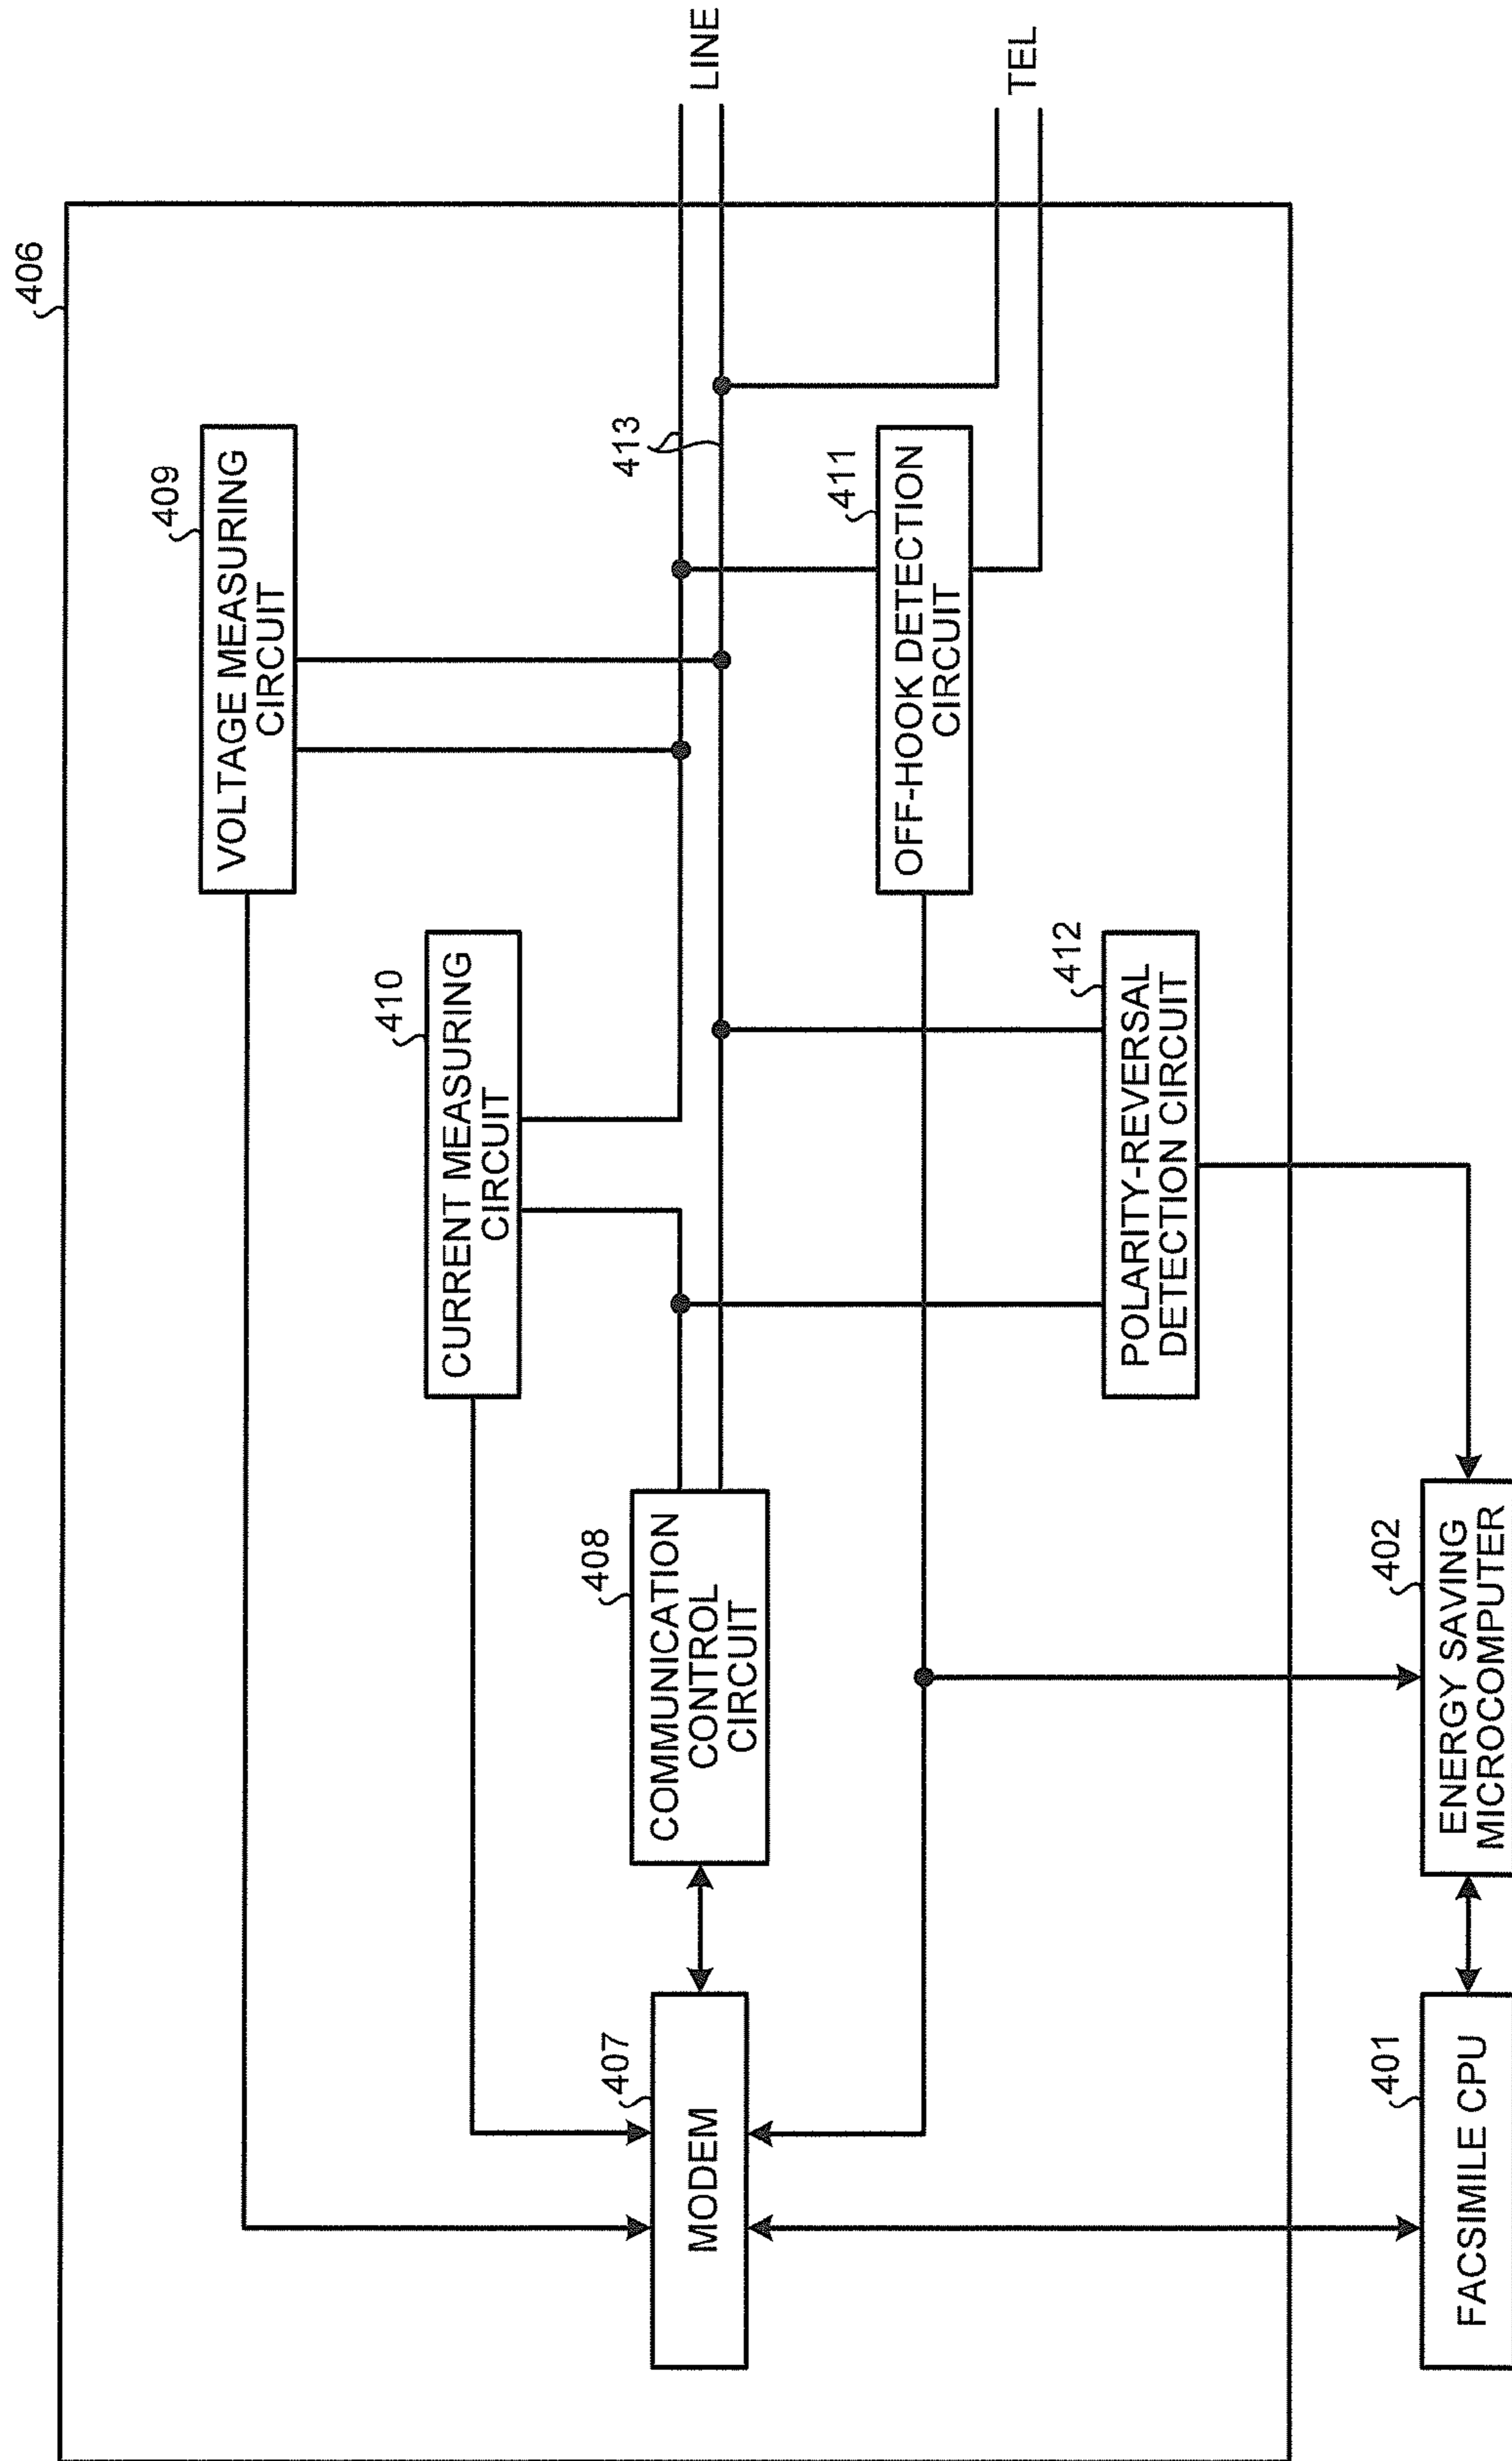 406
409
VOLTAGE MEASURING
CIRCUIT
410
CURRENT MEASURING
CIRCUIT
LINE
413
408
COMMUNICATION
CONTROL
CIRCUIT
407
MODEM
411
OFF-HOOK DETECTION
CIRCUIT
TEL
412
POLARITY-REVERSAL
DETECTION CIRCUIT
401
FACSIMILE CPU
402
ENERGY SAVING
MICROCOMPUTER